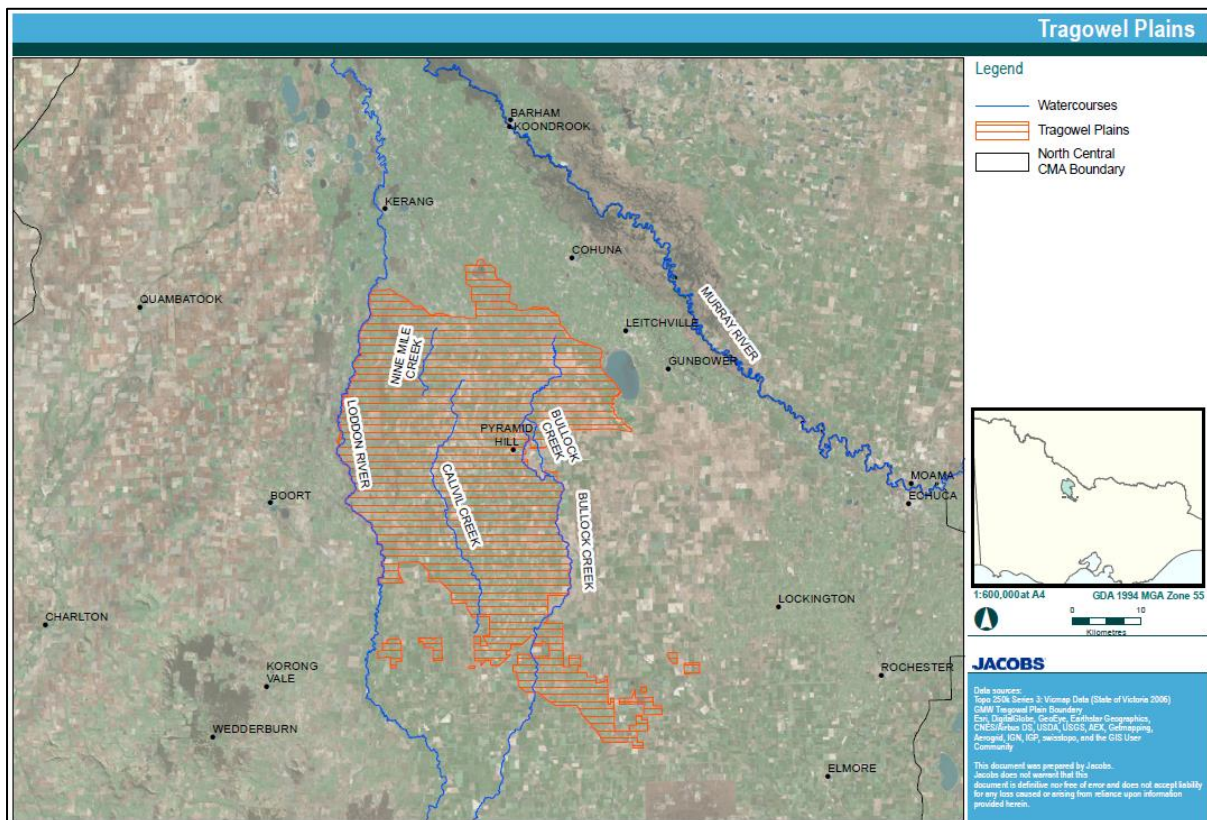 Tragowel Plains
Legend
Watercourses
Tragowel Plains
North Central
CMA Boundary
BARHAM
KOONDROOK
KERANG
COHUNA
QUAMBATOOK
MURRAY RIVER
LEITCHVILLE
NINE MILE
CREEK
GUNBOWER
LODDON RIVER
PYRAMID
HILL
BULLOCK
CREEK
CALIVIL CREEK
BULLOCK CREEK
MOAMA
ECHUCA
BOORT
LOCKINGTON
CHARLTON
KORONG
VALE
ROCHESTER
WEDDERBURN
ELMORE
1:600,000 at A4 GDA 1994 MGA Zone 55
0 10
Kilometres
JACOBS
Data sources:
Topo 250k Series 3: Vicmap Data (State of Victoria 2006)
GMW Tragowel Plain Boundary
Esri, DigitalGlobe, GeoEye, Earthstar Geographics,
CNES/Airbus DS, USDA, USGS, AEX, Getmapping,
Aerogrid, IGN, IGP, swisstopo, and the GIS User
Community
This document was prepared by Jacobs.
Jacobs does not warrant that this
document is definitive nor free of error and does not accept liability
for any loss caused or arising from reliance upon information
provided herein.